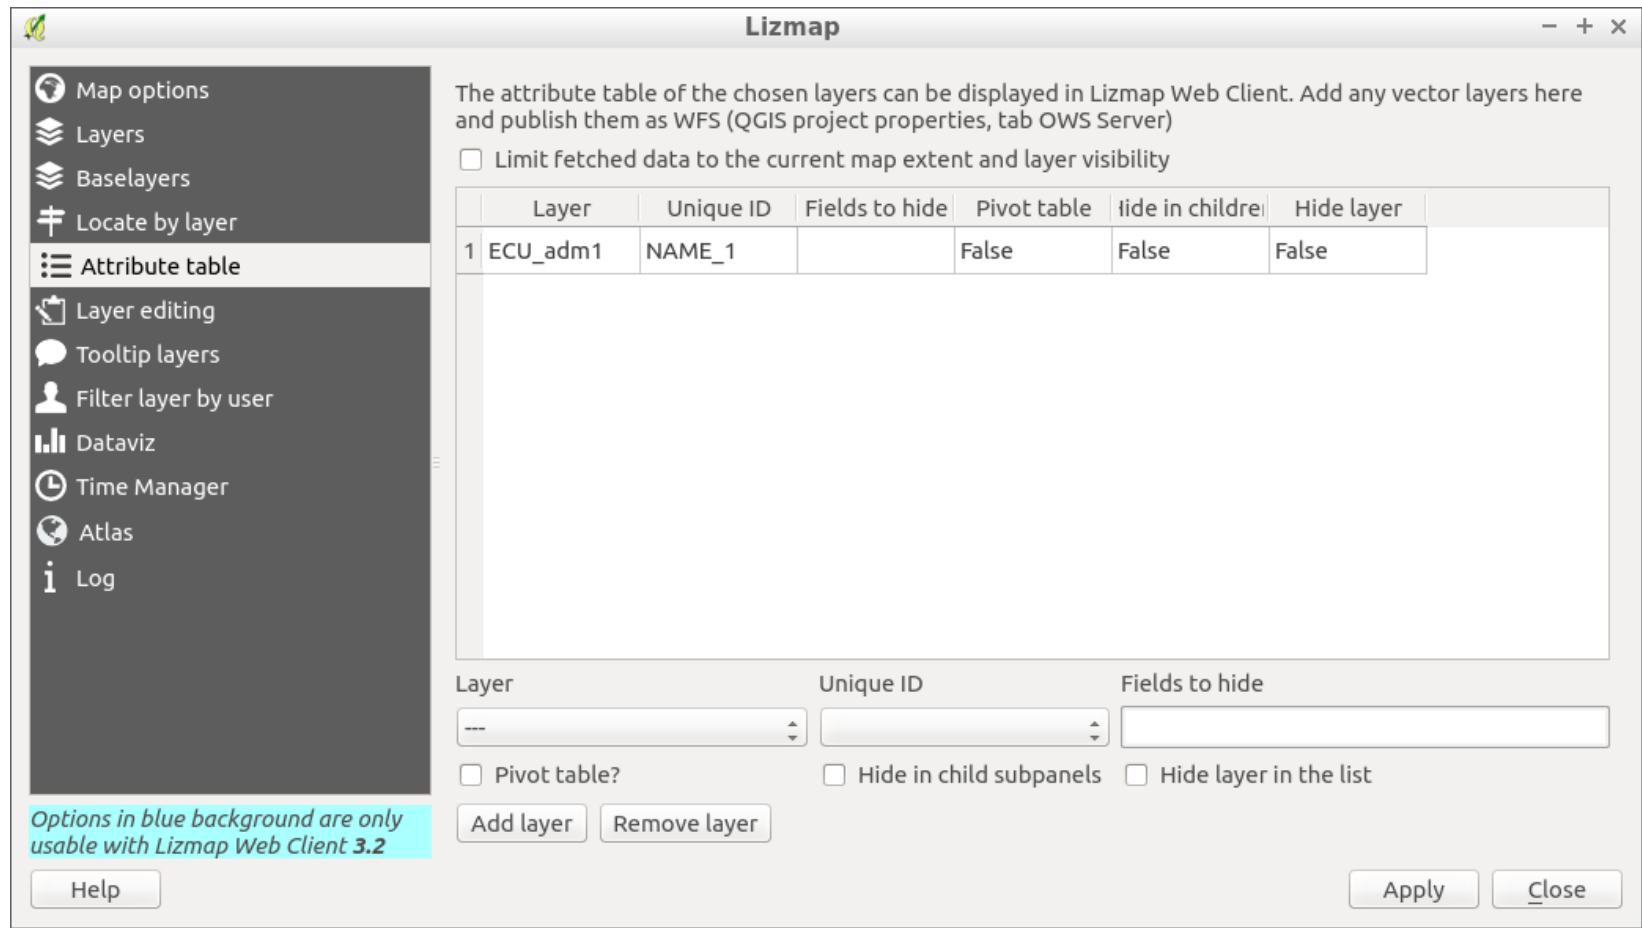 Lizmap
Map options
Layers
Baselayers
Locate by layer
Attribute table
Layer editing
Tooltip layers
Filter layer by user
Dataviz
Time Manager
Atlas
Log
Options in blue background are only
usable with Lizmap Web Client 3.2
Help
The attribute table of the chosen layers can be displayed in Lizmap Web Client. Add any vector layers here
and publish them as WFS (QGIS project properties, tab OWS Server)
Limit fetched data to the current map extent and layer visibility
Layer Unique ID Fields to hide Pivot table Hide in children Hide layer
1 ECU_adm1 NAME_1 False False False
Layer Unique ID Fields to hide
---
Pivot table? Hide in child subpanels Hide layer in the list
Add layer Remove layer
Apply Close